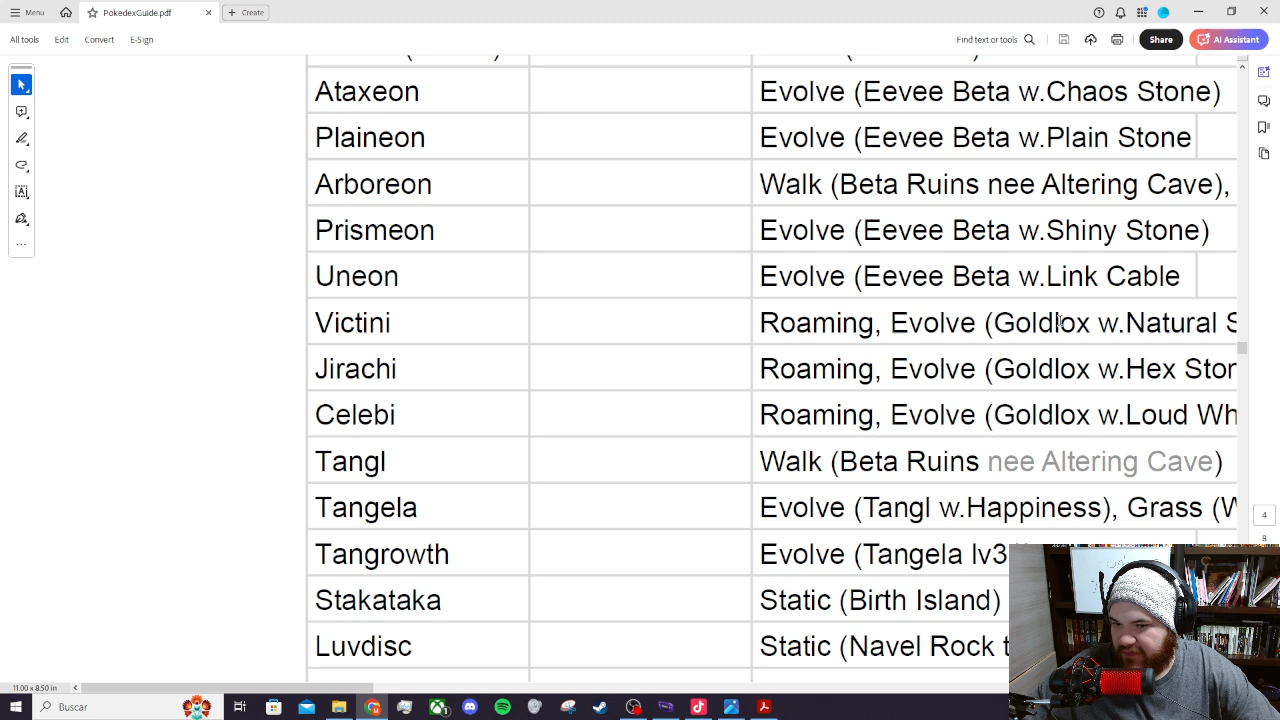 Menu
PokedexGuide.pdf
Create
All tools
Edit
Convert
E-Sign
Find text or tools
Share
AI Assistant
Ataxeon
Evolve (Eevee Beta w.Chaos Stone)
Plaineon
Evolve (Eevee Beta w.Plain Stone
Arboreon
Walk (Beta Ruins nee Altering Cave),
Prismeon
Evolve (Eevee Beta w.Shiny Stone)
Uneon
Evolve (Eevee Beta w.Link Cable
Victini
Roaming, Evolve (Goldlox w.Natural S
Jirachi
Roaming, Evolve (Goldlox w.Hex Ston
Celebi
Roaming, Evolve (Goldlox w.Loud Wh
Tangl
Walk (Beta Ruins nee Altering Cave)
Tangela
Evolve (Tangl w.Happiness), Grass (W
Tangrowth
Evolve (Tangela lv3
Stakataka
Static (Birth Island)
Luvdisc
Static (Navel Rock t
4
8
11.00 x 8.50 in
Buscar